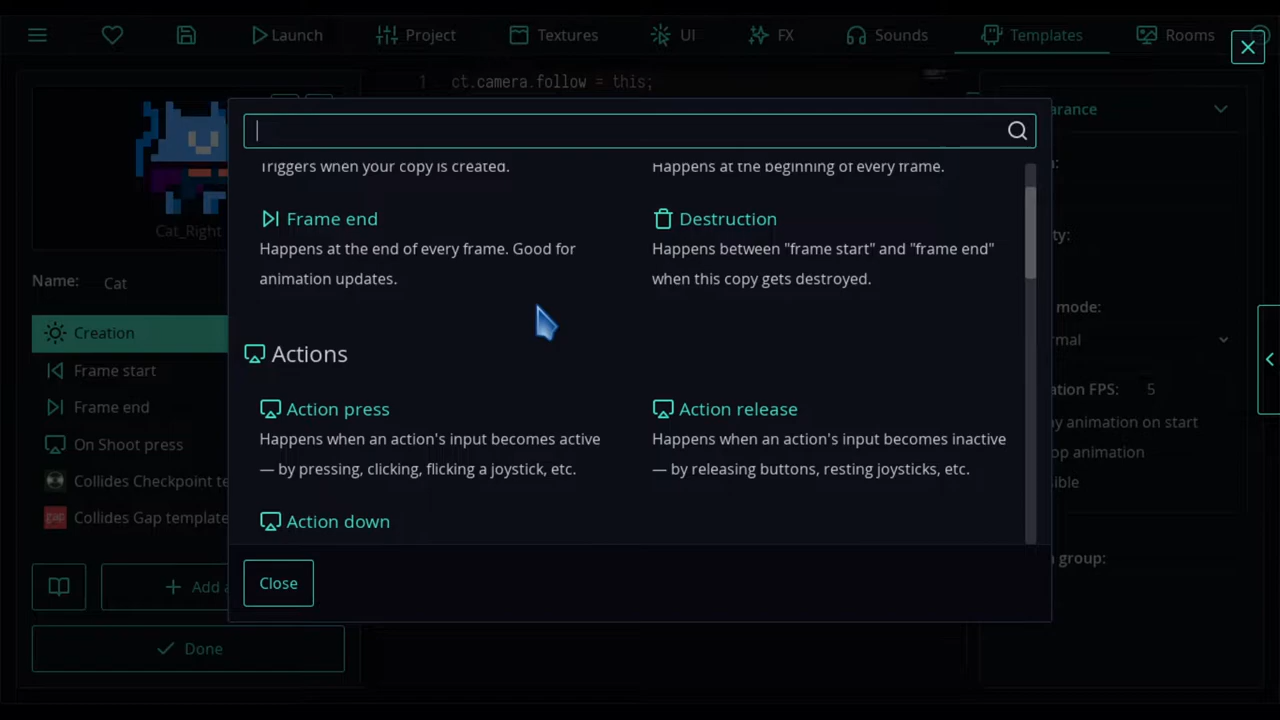 Launch
Project
Textures
UI
FX
Sounds
Templates
Rooms
1 ct.camera.follow = this;
arance
Triggers when your copy is created.
Happens at the beginning of every frame.
Frame end
Happens at the end of every frame. Good for
animation updates.
Destruction
Happens between "frame start" and "frame end"
when this copy gets destroyed.
Actions
Action press
Happens when an action's input becomes active
— by pressing, clicking, flicking a joystick, etc.
Action release
Happens when an action's input becomes inactive
— by releasing buttons, resting joysticks, etc.
Action down
Close
Cat_Right
Name: Cat
Creation
Frame start
Frame end
On Shoot press
Collides Checkpoint te
gap
Collides Gap template
Add a
Done
ty:
mode:
mal
ation FPS: 5
ay animation on start
op animation
ible
group: